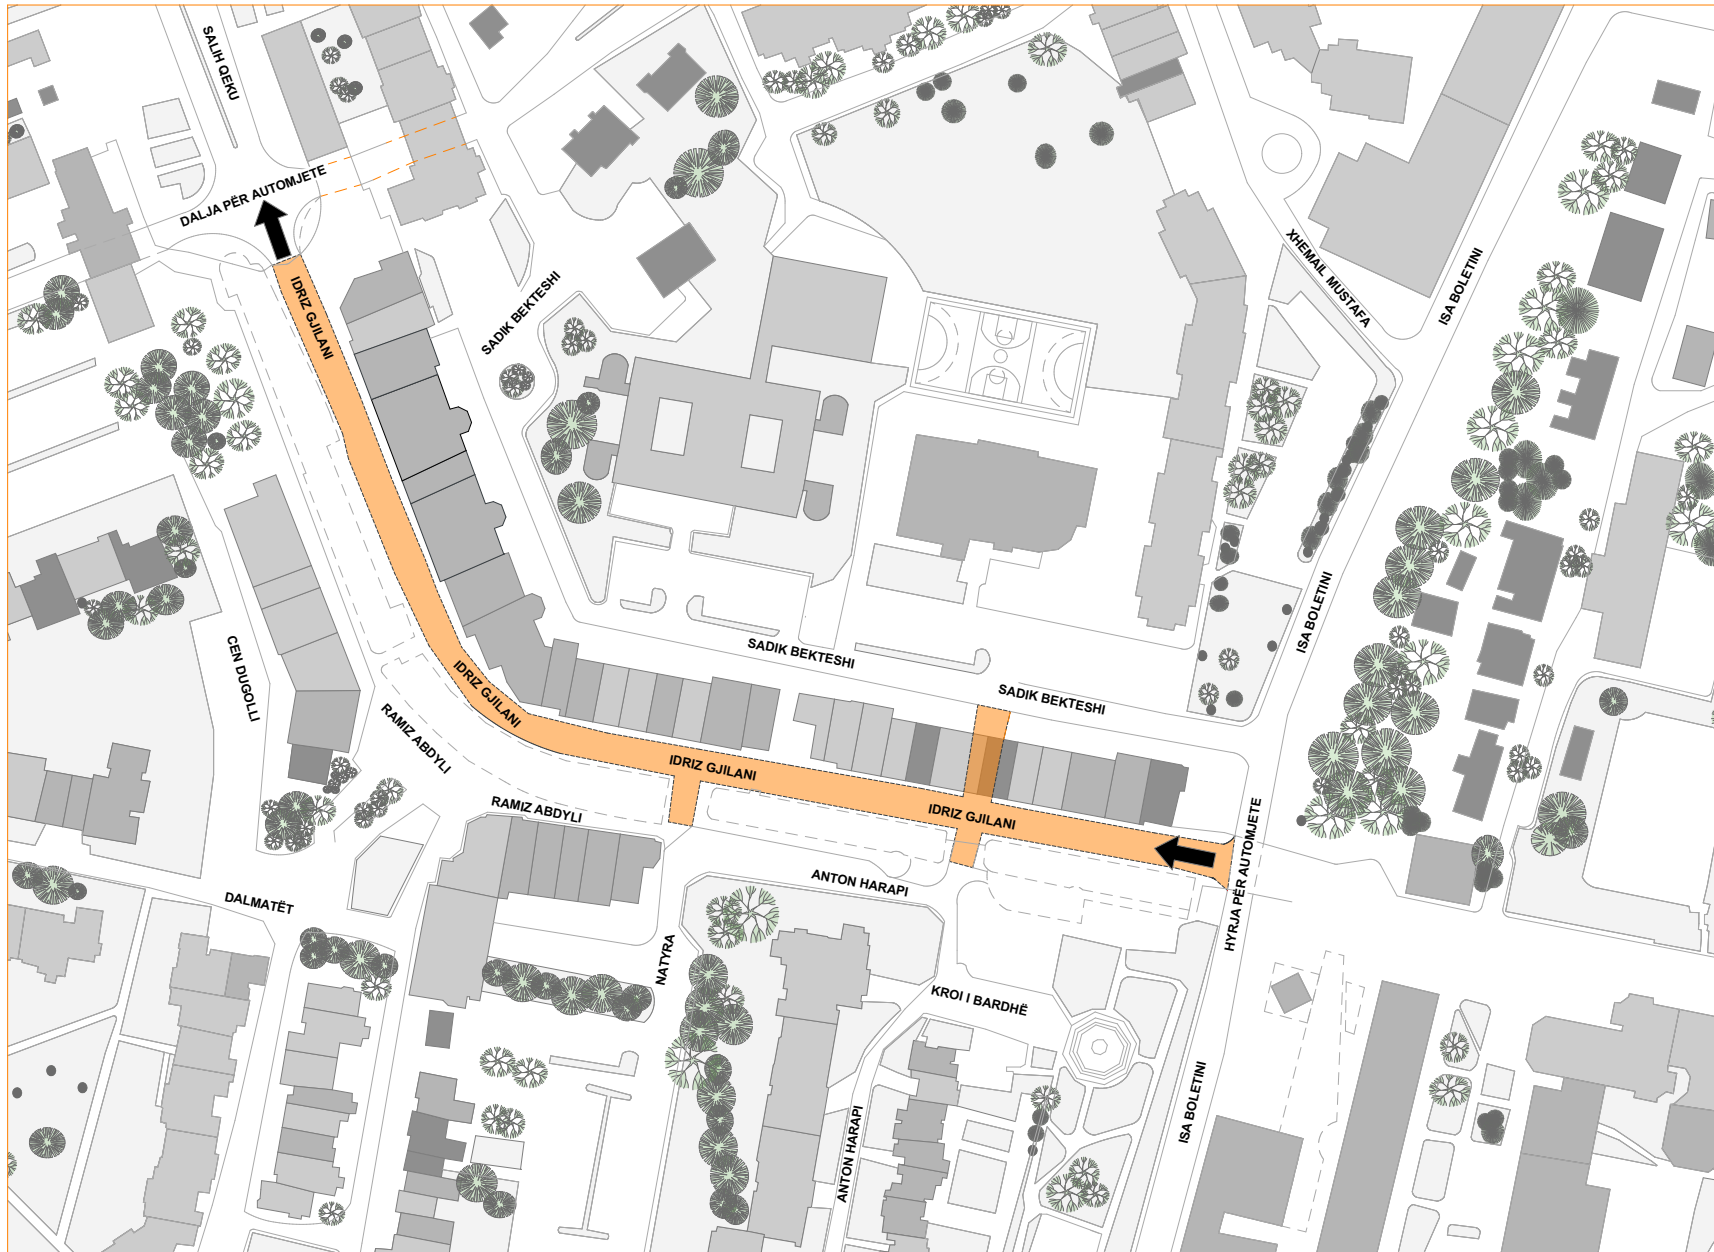 SALIH QEKU
DALJA PËR AUTOMJETE
IDRIZ GJILANI
SADIK BEKTESHI
XHEMAIL MUSTAFA
ISA BOLETINI
ISA BOLETINI
CEN DUGOLLI
IDRIZ GJILANI
RAMIZ ABDYLI
SADIK BEKTESHI
SADIK BEKTESHI
IDRIZ GJILANI
RAMIZ ABDYLI
IDRIZ GJILANI
HYRJA PËR AUTOMJETE
ANTON HARAPI
DALMATËT
NATYRA
KROI I BARDHË
ISA BOLETINI
ANTON HARAPI